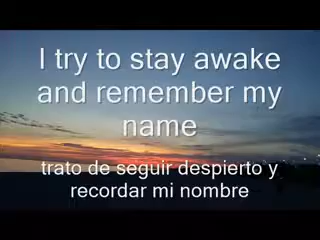 I try to stay awake
and remember my
name
trato de seguir despierto y
recordar mi nombre